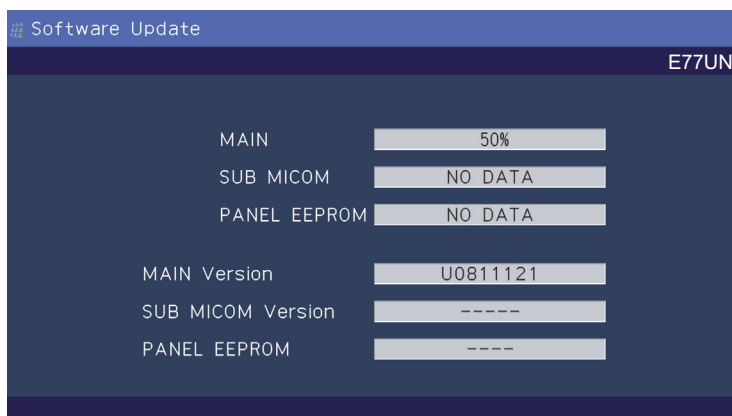 # Software Update
E77UN
MAIN 50%
SUB MICOM NO DATA
PANEL EEPROM NO DATA
MAIN Version U0811121
SUB MICOM Version -----
PANEL EEPROM ----